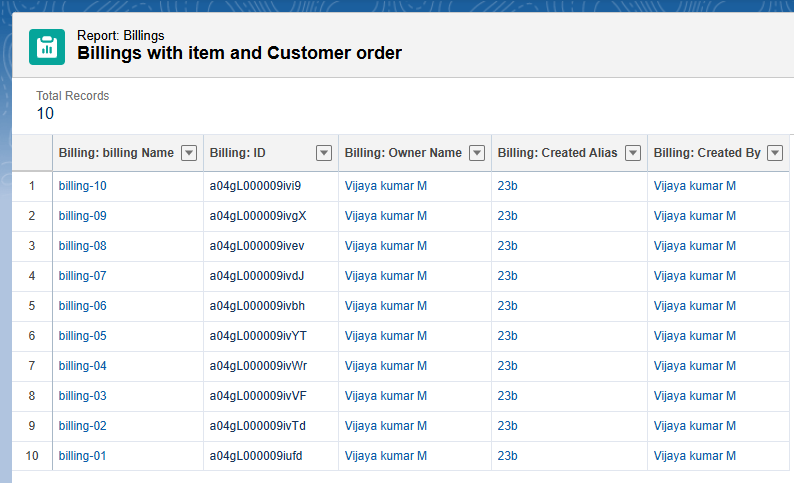 Report: Billings
Billings with item and Customer order
Total Records
10
Billing: billing Name Billing: ID Billing: Owner Name Billing: Created Alias Billing: Created By
1 billing-10 a04gL000009ivi9 Vijaya kumar M 23b Vijaya kumar M
2 billing-09 a04gL000009ivgX Vijaya kumar M 23b Vijaya kumar M
3 billing-08 a04gL000009ivev Vijaya kumar M 23b Vijaya kumar M
4 billing-07 a04gL000009ivdJ Vijaya kumar M 23b Vijaya kumar M
5 billing-06 a04gL000009ivbh Vijaya kumar M 23b Vijaya kumar M
6 billing-05 a04gL000009ivYT Vijaya kumar M 23b Vijaya kumar M
7 billing-04 a04gL000009ivWr Vijaya kumar M 23b Vijaya kumar M
8 billing-03 a04gL000009ivVF Vijaya kumar M 23b Vijaya kumar M
9 billing-02 a04gL000009ivTd Vijaya kumar M 23b Vijaya kumar M
10 billing-01 a04gL000009iufd Vijaya kumar M 23b Vijaya kumar M